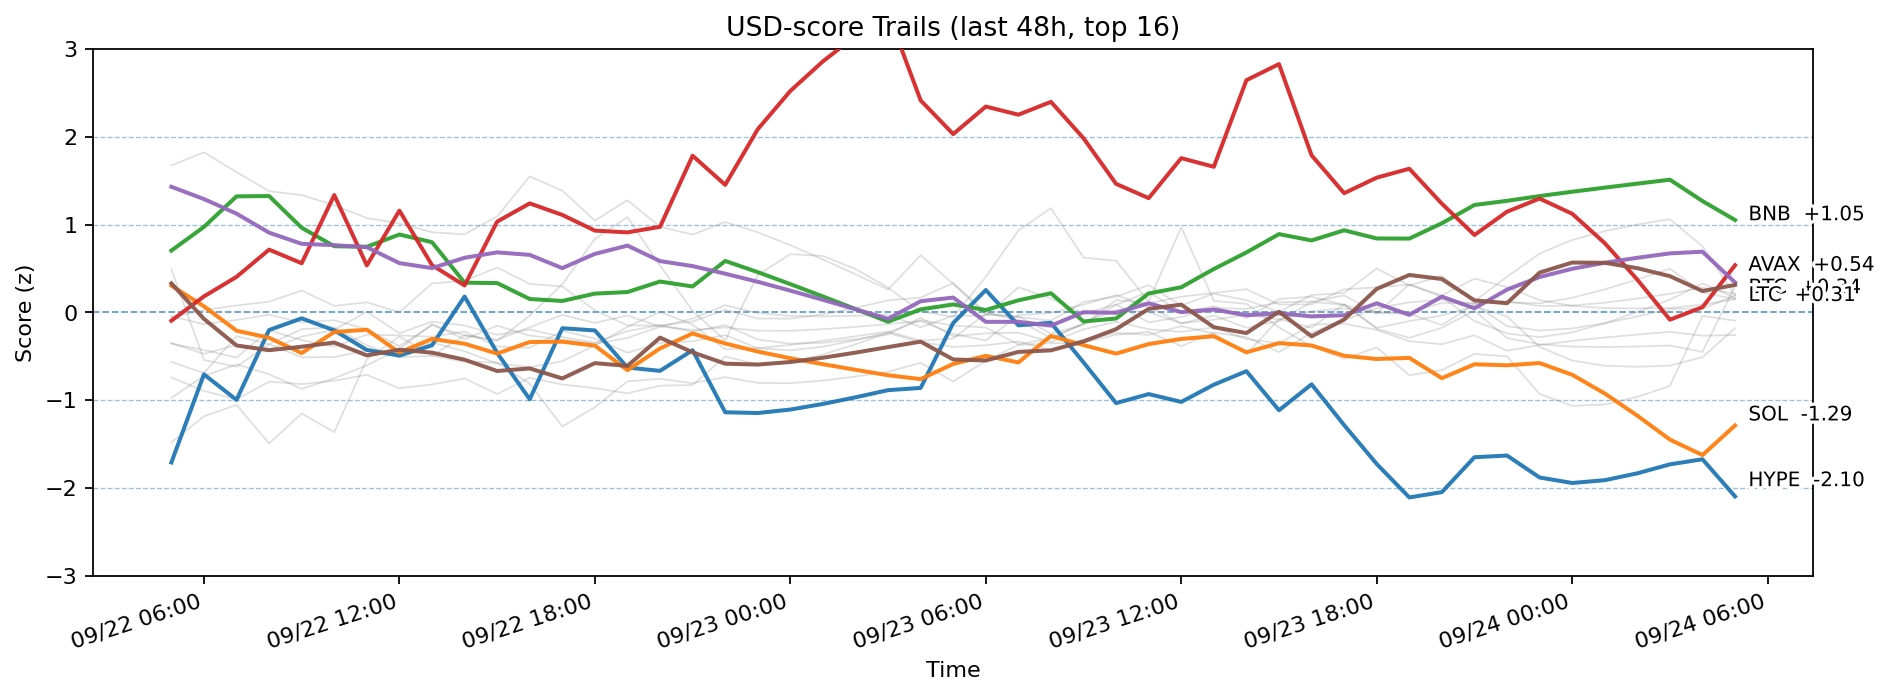 USD-score Trails (last 48h, top 16)
Score (z)
3
2
1
0
−1
−2
−3
BNB +1.05
AVAX +0.54
LTC +0.31
SOL -1.29
HYPE -2.10
09/22 06:00
09/22 12:00
09/22 18:00
09/23 00:00
09/23 06:00
09/23 12:00
09/23 18:00
09/24 00:00
09/24 06:00
Time